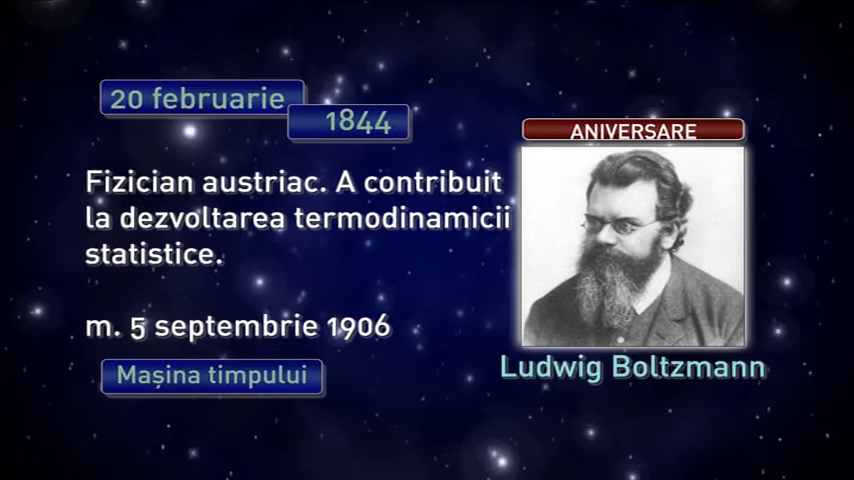 20 februarie
1844
Fizician austriac. A contribuit
la dezvoltarea termodinamicii
statistice.
m. 5 septembrie 1906
Mașina timpului
ANIVERSARE
Ludwig Boltzmann